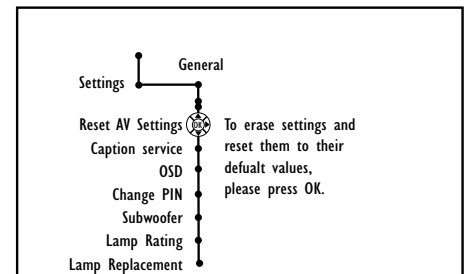 General
Settings
Reset AV Settings OK To erase settings and
Caption service reset them to their
OSD defualt values,
Change PIN please press OK.
Subwoofer
Lamp Rating
Lamp Replacement